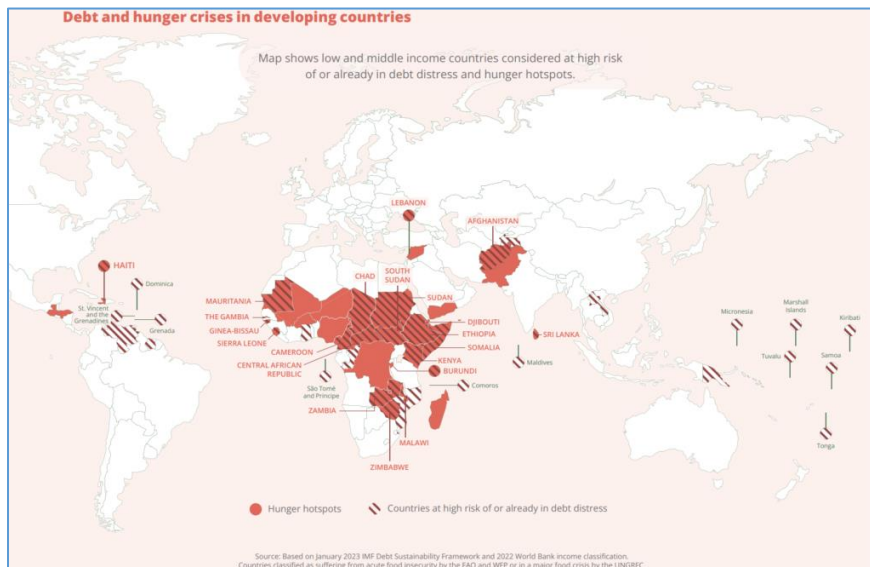 Debt and hunger crises in developing countries
Map shows low and middle income countries considered at high risk
of or already in debt distress and hunger hotspots.
LEBANON
AFGHANISTAN
HAITI
Dominica
St. Vincent
and the
Grenadines
Grenada
CHAD
SOUTH
SUDAN
SUDAN
MAURITANIA
THE GAMBIA
GINEA-BISSAU
SIERRA LEONE
CAMEROON
CENTRAL AFRICAN
REPUBLIC
DJIBOUTI
ETHIOPIA
SOMALIA
KENYA
BURUNDI
SRI LANKA
Maldives
Comoros
São Tomé
and Principe
ZAMBIA
MALAWI
ZIMBABWE
Micronesia
Marshall
Islands
Kiribati
Tuvalu
Samoa
Tonga
Hunger hotspots
Countries at high risk of or already in debt distress
Source: Based on January 2023 IMF Debt Sustainability Framework and 2022 World Bank income classification.
Countries classified as suffering from acute food insecurity by the FAO and WFP or in a major food crisis by the UNGRFC